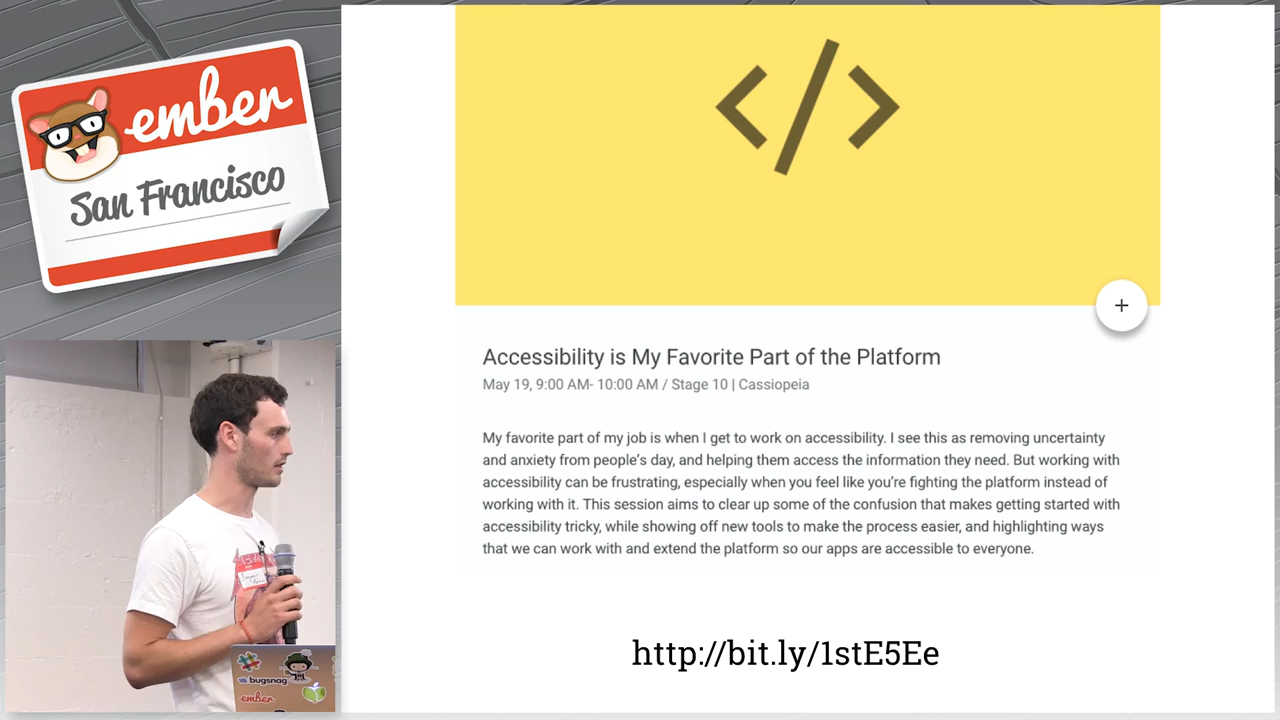 ember
San Francisco
</>
+
Accessibility is My Favorite Part of the Platform
May 19, 9:00 AM- 10:00 AM / Stage 10 | Cassiopeia
My favorite part of my job is when I get to work on accessibility. I see this as removing uncertainty
and anxiety from people’s day, and helping them access the information they need. But working with
accessibility can be frustrating, especially when you feel like you’re fighting the platform instead of
working with it. This session aims to clear up some of the confusion that makes getting started with
accessibility tricky, while showing off new tools to make the process easier, and highlighting ways
that we can work with and extend the platform so our apps are accessible to everyone.
http://bit.ly/1stE5Ee
bugsnag
ember